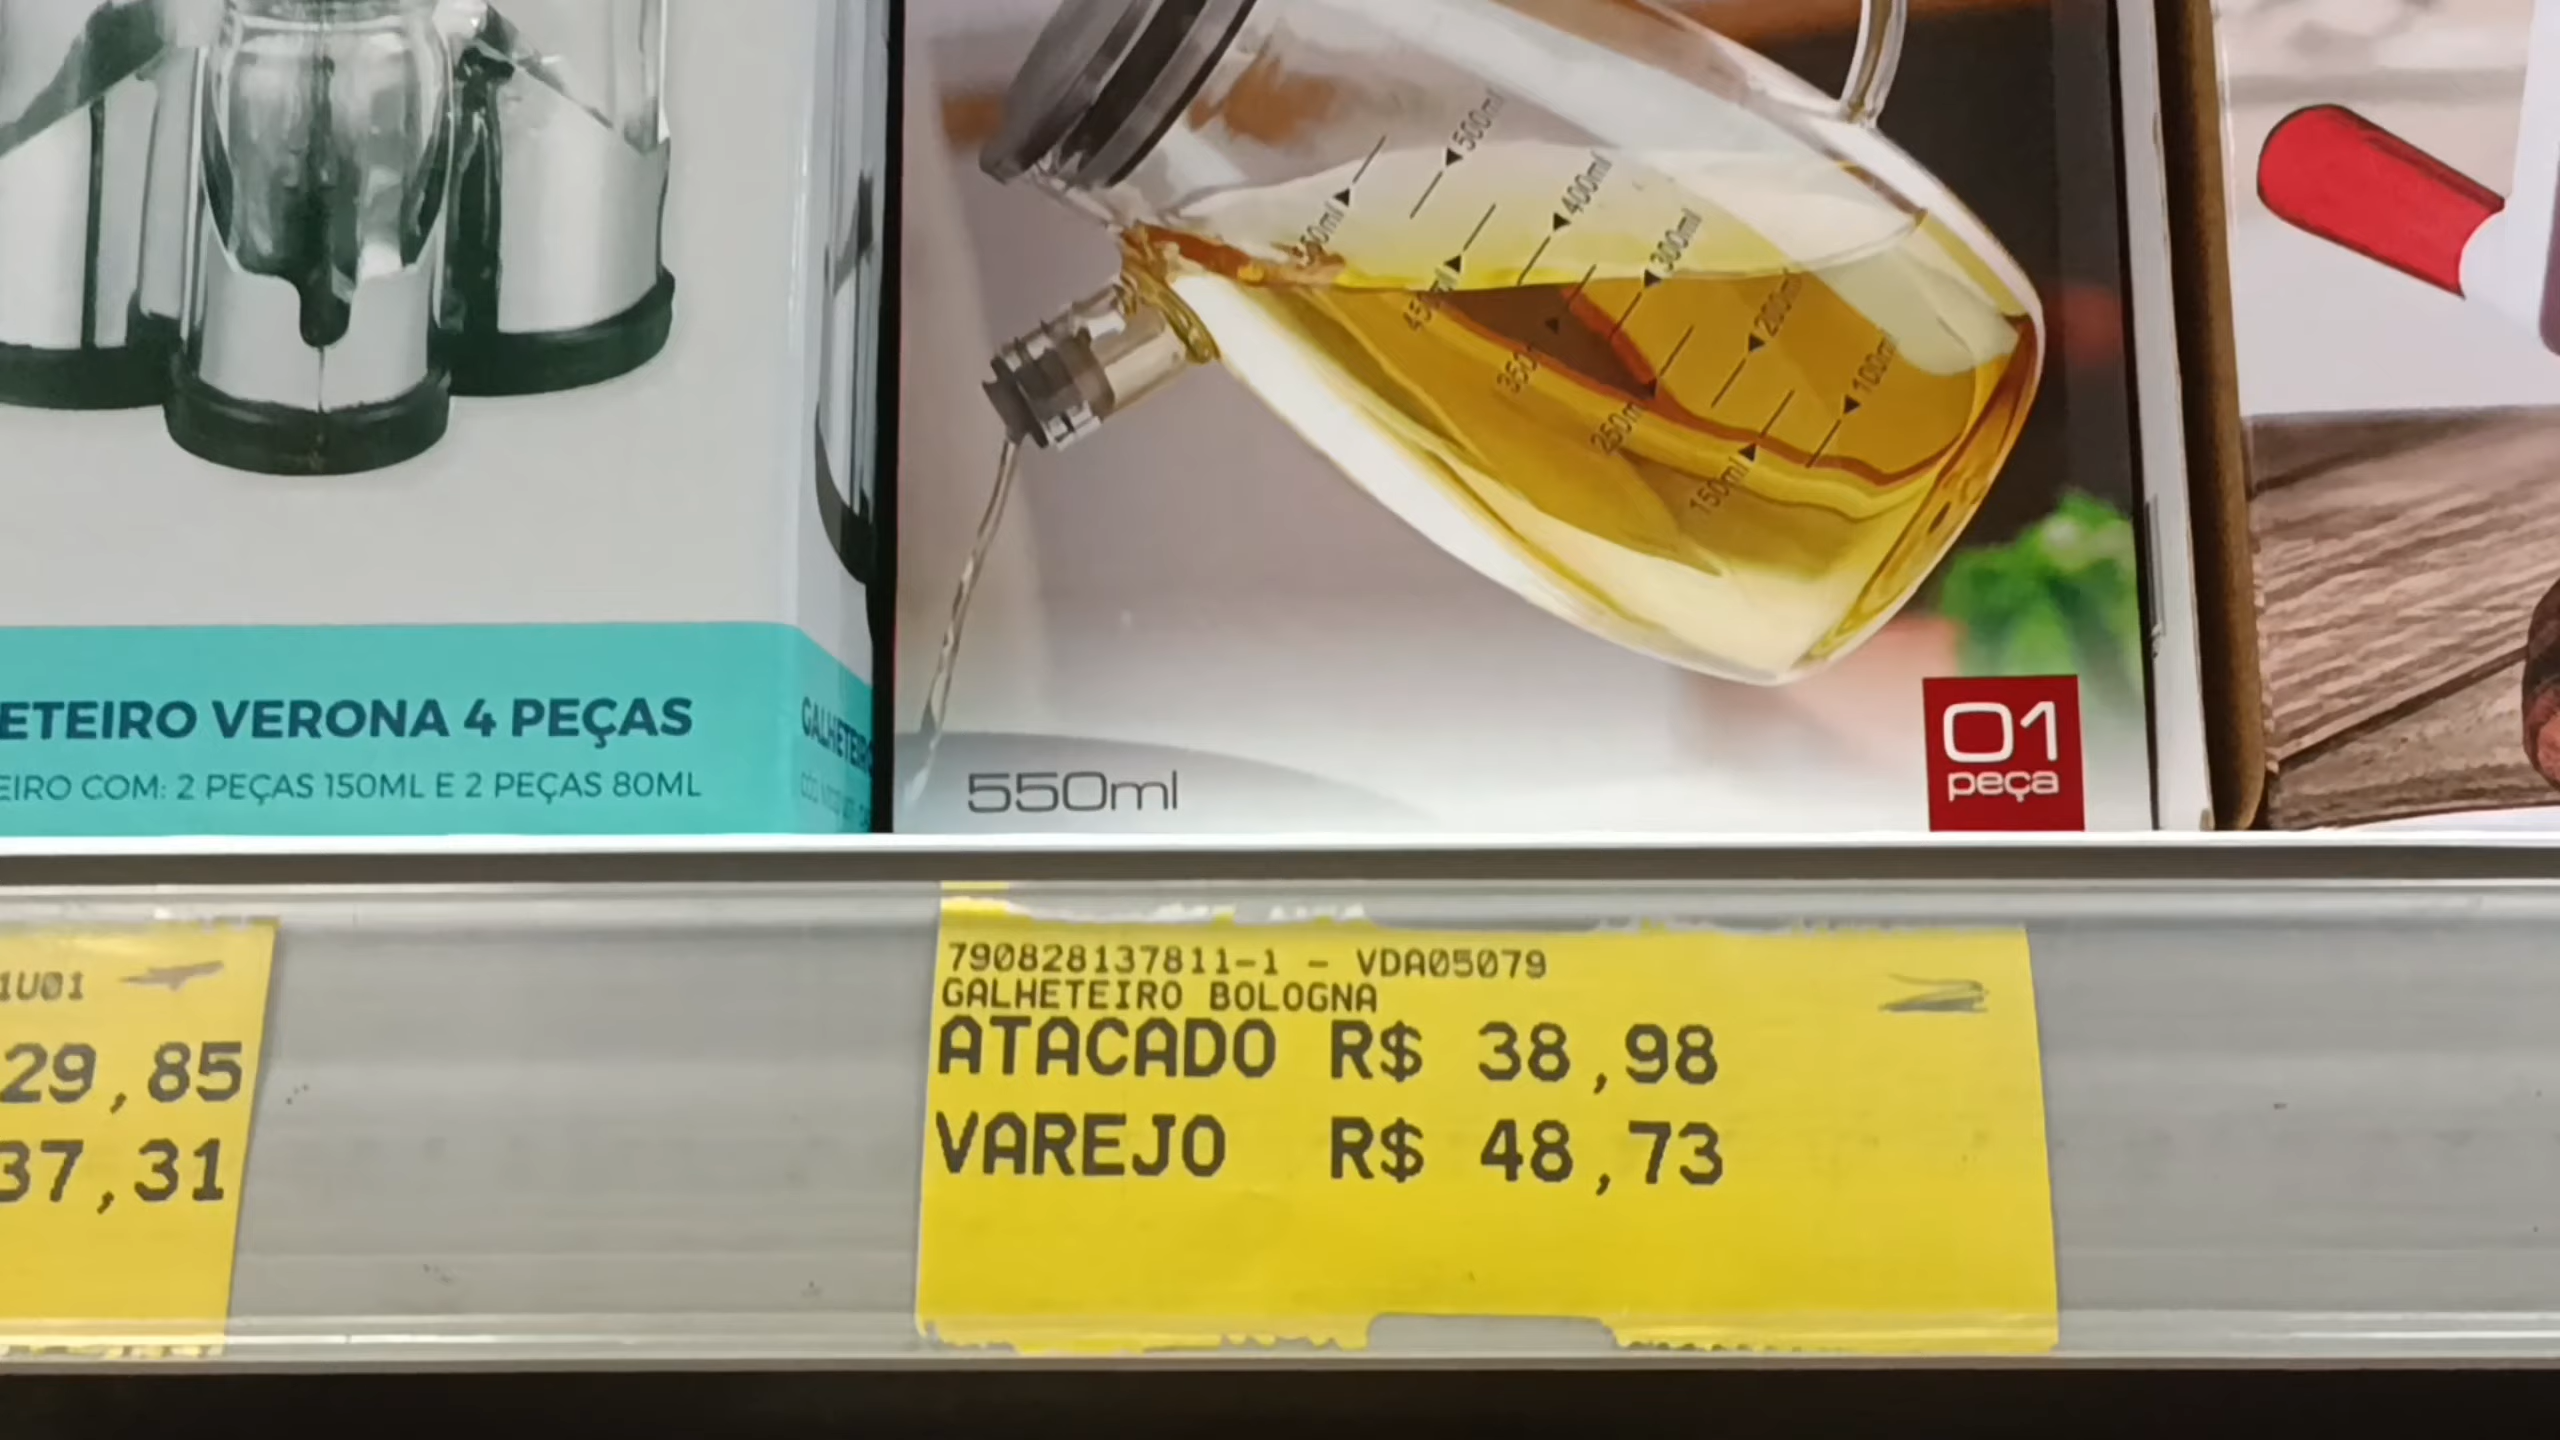 500ml
400ml
300ml
200ml
100ml
250ml
150ml
ETEIRO VERONA 4 PEÇAS
EIRO COM: 2 PEÇAS 150ML E 2 PEÇAS 80ML
GALHETEIRO
550ml
01
peça
1U01
29,85
37,31
790828137811-1 - VDA05079
GALHETEIRO BOLOGNA
ATACADO R$ 38,98
VAREJO R$ 48,73